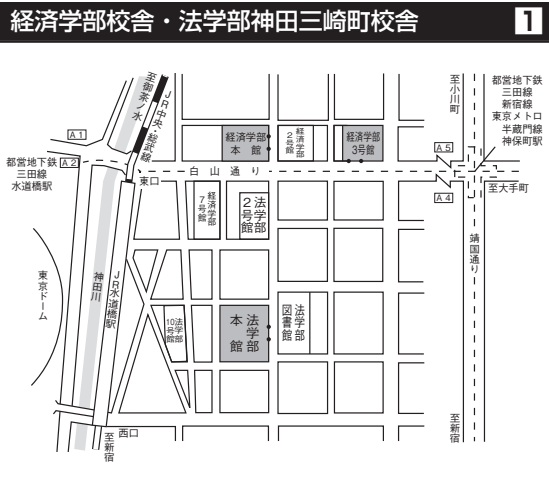 経済学部校舎・法学部神田三崎町校舎
1
至御茶ノ水
JR中央・総武線
A1
都営地下鉄 A2
三田線
水道橋駅
東口
白山通り
経済学部
本館
経済学部
2号館
経済学部
3号館
至小川町
都営地下鉄
三田線
新宿線
東京メトロ
半蔵門線
神保町駅
A5
A4
至大手町
経済学部
7号館
法学部
2号館
靖国通り
東京ドーム
神田川
JR水道橋駅
法学部
10号館
法学部
本館
法学部
図書館
西口
至新宿
至新宿